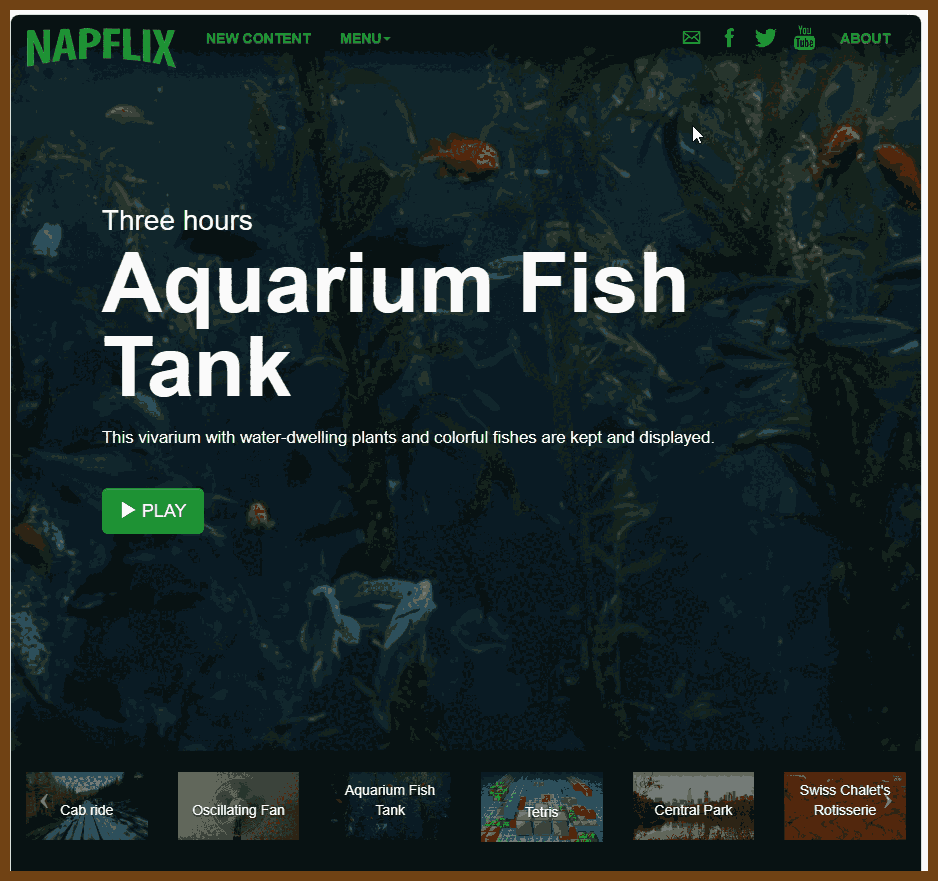 NAPFLIX
NEW CONTENT
MENU
You
Tube
ABOUT
Three hours
Aquarium Fish
Tank
This vivarium with water-dwelling plants and colorful fishes are kept and displayed.
PLAY
Cab ride
Oscillating Fan
Aquarium Fish
Tank
Tetris
Central Park
Swiss Chalet's
Rotisserie